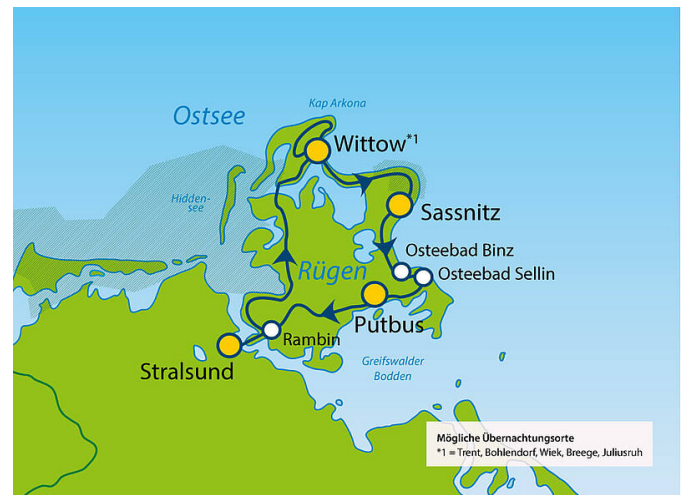 Kap Arkona
Ostsee
Wittow*1
Hidden-
see
Sassnitz
Osteebad Binz
Rügen
Osteebad Sellin
Putbus
Rambin
Stralsund
Greifswalder
Bodden
Mögliche Übernachtungsorte
*1 = Trent, Bohlendorf, Wiek, Breege, Juliusruh